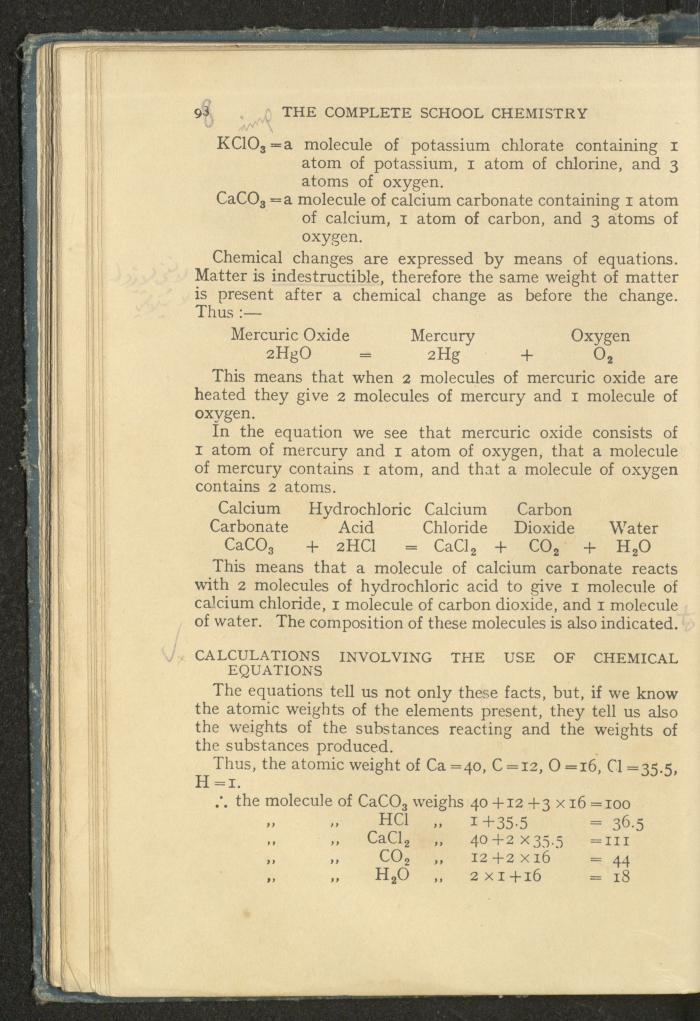 98 imp THE COMPLETE SCHOOL CHEMISTRY
KClO₃ = a molecule of potassium chlorate containing 1
atom of potassium, 1 atom of chlorine, and 3
atoms of oxygen.
CaCO₃ = a molecule of calcium carbonate containing 1 atom
of calcium, 1 atom of carbon, and 3 atoms of
oxygen.
Chemical changes are expressed by means of equations.
Matter is indestructible, therefore the same weight of matter
is present after a chemical change as before the change.
Thus :—
Mercuric Oxide Mercury Oxygen
2HgO = 2Hg + O₂
This means that when 2 molecules of mercuric oxide are
heated they give 2 molecules of mercury and 1 molecule of
oxygen.
In the equation we see that mercuric oxide consists of
1 atom of mercury and 1 atom of oxygen, that a molecule
of mercury contains 1 atom, and that a molecule of oxygen
contains 2 atoms.
Calcium Hydrochloric Calcium Carbon
Carbonate Acid Chloride Dioxide Water
CaCO₃ + 2HCl = CaCl₂ + CO₂ + H₂O
This means that a molecule of calcium carbonate reacts
with 2 molecules of hydrochloric acid to give 1 molecule of
calcium chloride, 1 molecule of carbon dioxide, and 1 molecule
of water. The composition of these molecules is also indicated.
CALCULATIONS INVOLVING THE USE OF CHEMICAL
EQUATIONS
The equations tell us not only these facts, but, if we know
the atomic weights of the elements present, they tell us also
the weights of the substances reacting and the weights of
the substances produced.
Thus, the atomic weight of Ca = 40, C = 12, O = 16, Cl = 35.5,
H = 1.
∴ the molecule of CaCO₃ weighs 40 + 12 + 3 × 16 = 100
,, ,, HCl ,, 1 + 35.5 = 36.5
,, ,, CaCl₂ ,, 40 + 2 × 35.5 = 111
,, ,, CO₂ ,, 12 + 2 × 16 = 44
,, ,, H₂O ,, 2 × 1 + 16 = 18